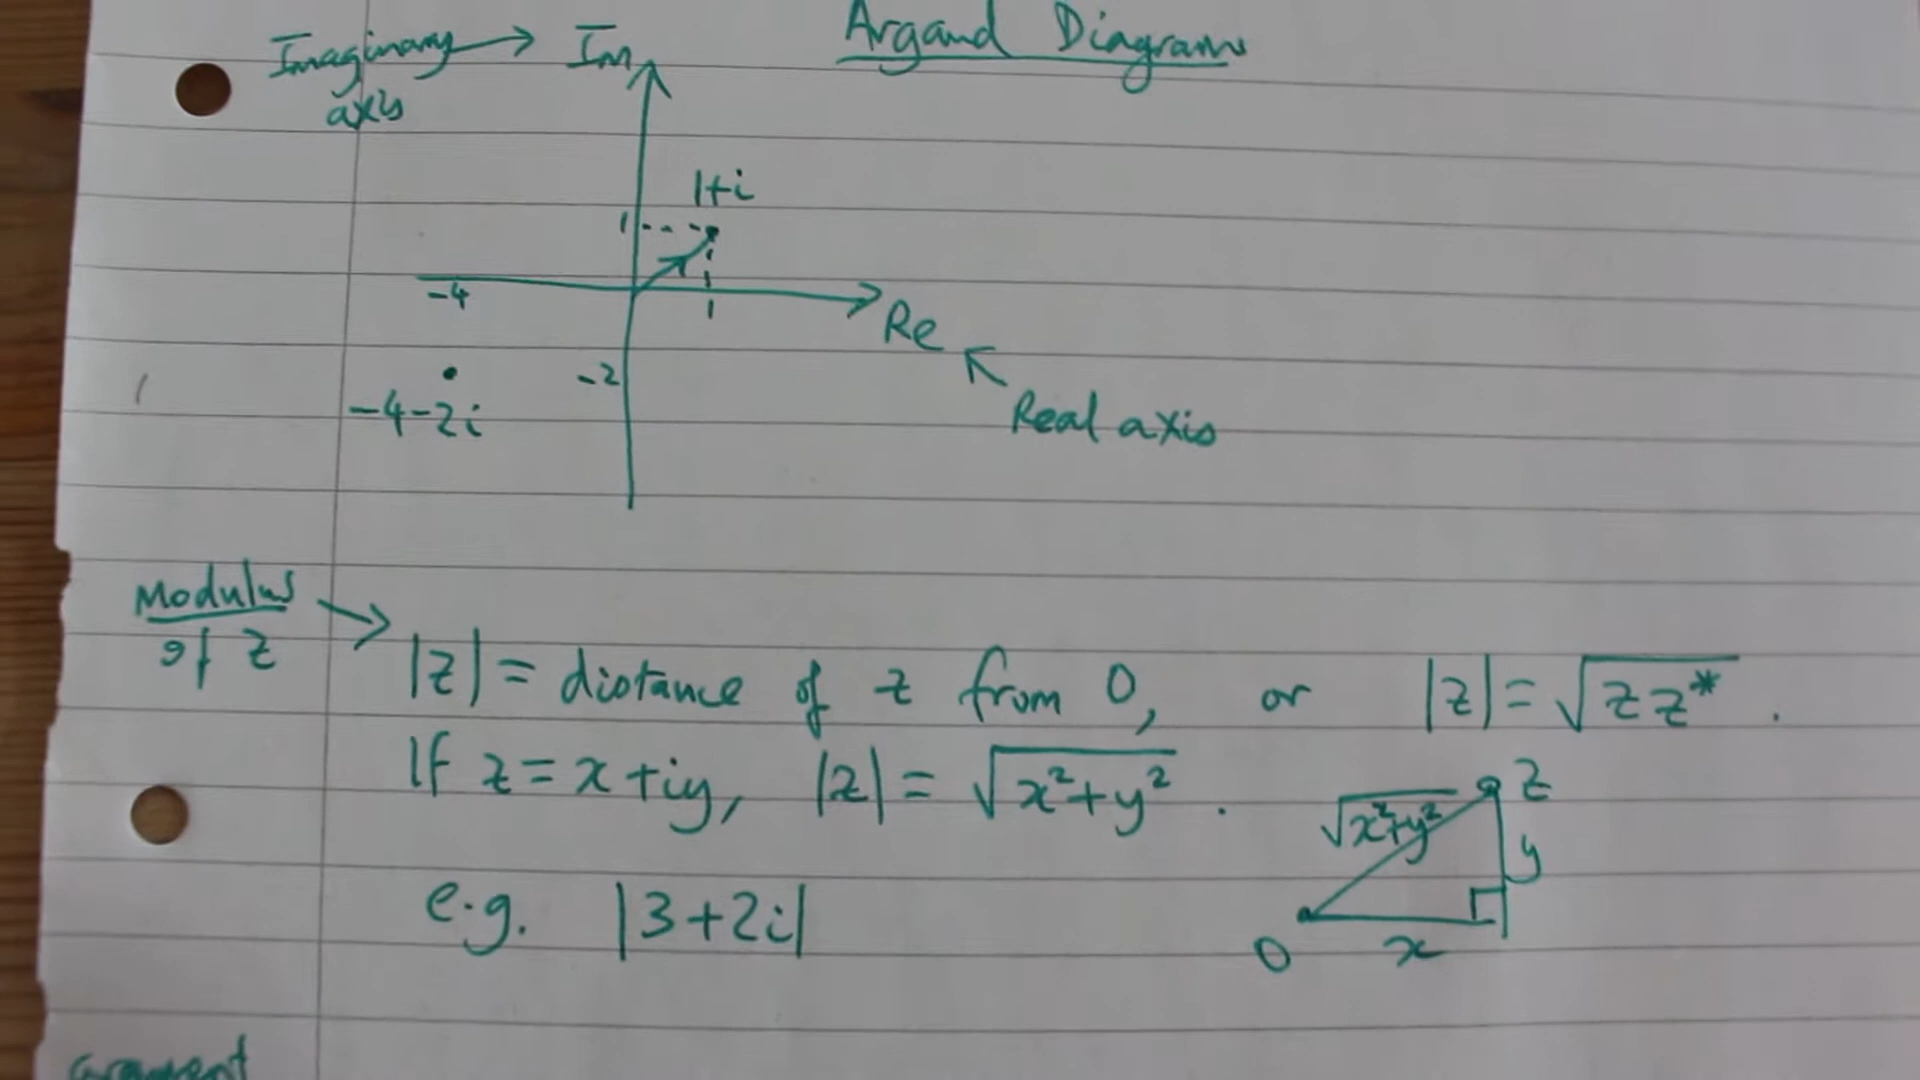 Argand Diagrams
Imaginary axis → Im
1+i
1
-4
1
Re
-2
-4-2i
Real axis
Modulus of z
|z| = distance of z from 0, or |z| = √zz* .
If z = x+iy, |z| = √x²+y² .
z
√x²+y²
y
e.g. |3+2i|
0
x
argument